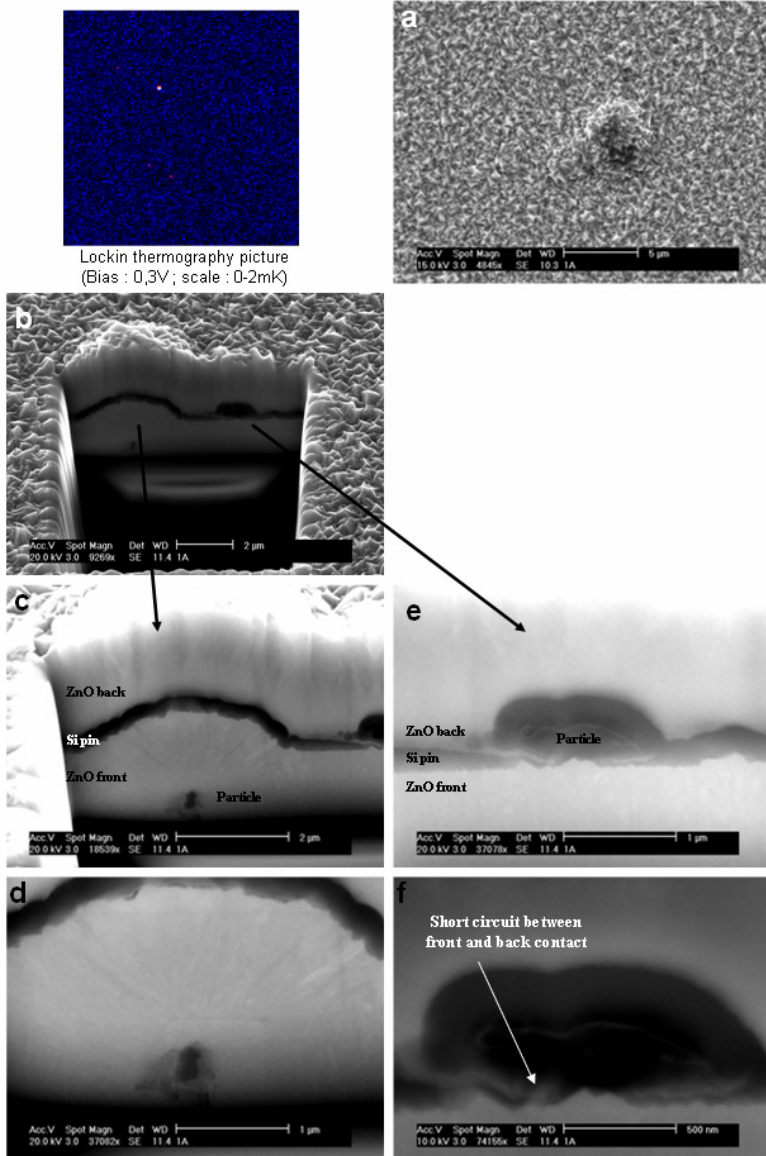 Lockin thermography picture
(Bias : 0,3V ; scale : 0-2mK)
a
Acc.V Spot Magn Det WD 5 µm
15.0 kV 3.0 4845x SE 10.3 1A
b
Acc.V Spot Magn Det WD 2 µm
20.0 kV 3.0 9269x SE 11.4 1A
c
ZnO back
Si pin
ZnO front
Particle
Acc.V Spot Magn Det WD 2 µm
20.0 kV 3.0 18539x SE 11.4 1A
e
ZnO back
Particle
Si pin
ZnO front
Acc.V Spot Magn Det WD 1 µm
20.0 kV 3.0 37078x SE 11.4 1A
d
Acc.V Spot Magn Det WD 1 µm
20.0 kV 3.0 37082x SE 11.4 1A
f
Short circuit between
front and back contact
Acc.V Spot Magn Det WD 500 nm
10.0 kV 3.0 74155x SE 11.4 1A